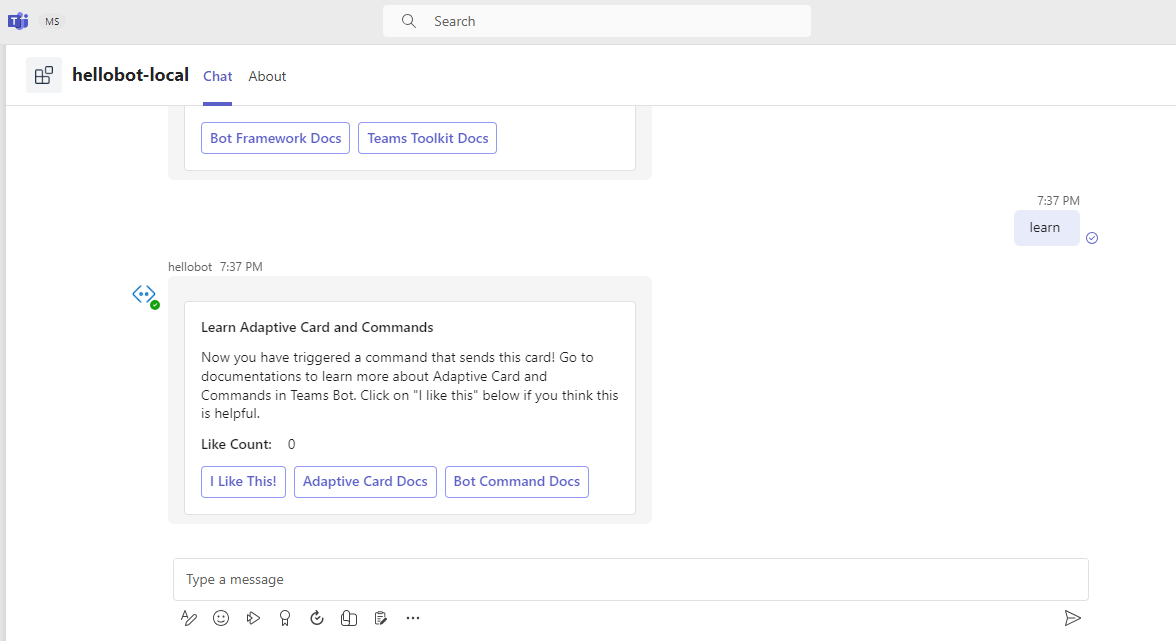 MS
Search
hellobot-local Chat About
Bot Framework Docs Teams Toolkit Docs
7:37 PM
learn
hellobot 7:37 PM
Learn Adaptive Card and Commands
Now you have triggered a command that sends this card! Go to
documentations to learn more about Adaptive Card and
Commands in Teams Bot. Click on "I like this" below if you think this
is helpful.
Like Count: 0
I Like This! Adaptive Card Docs Bot Command Docs
Type a message